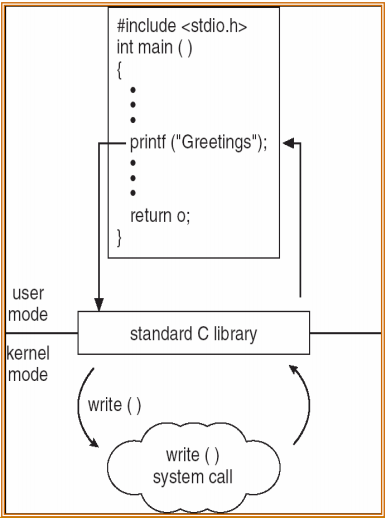 #include <stdio.h>
int main ( )
{
•
•
•
printf ("Greetings");
•
•
•
return o;
}
user
mode
standard C library
kernel
mode
write ( )
write ( )
system call